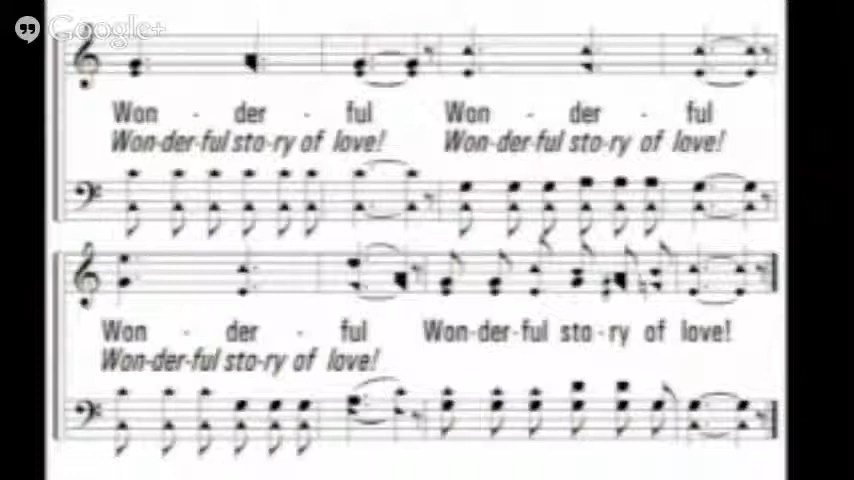 Google+
Won - der - ful Won - der - ful
Won-der-ful sto-ry of love! Won-der-ful sto-ry of love!
Won - der - ful Won-der-ful sto-ry of love!
Won-der-ful sto-ry of love!